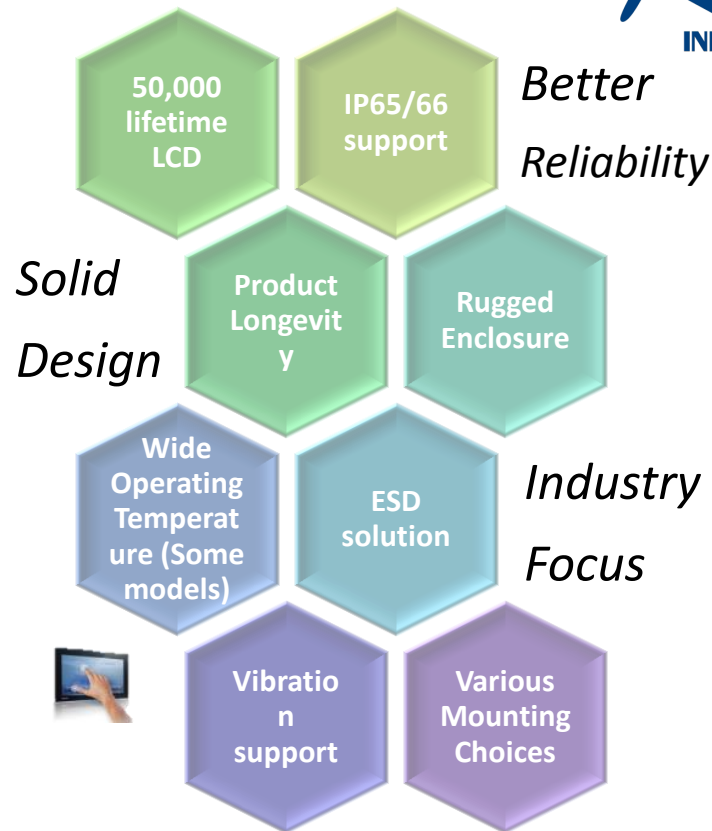 INI
50,000
lifetime
LCD
IP65/66
support
Better
Reliability
Solid
Design
Product
Longevit
y
Rugged
Enclosure
Wide
Operating
Temperat
ure (Some
models)
ESD
solution
Industry
Focus
Vibratio
n
support
Various
Mounting
Choices